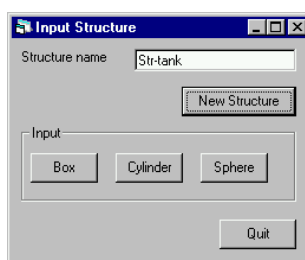 Input Structure
Structure name Str-tank
New Structure
Input
Box Cylinder Sphere
Quit